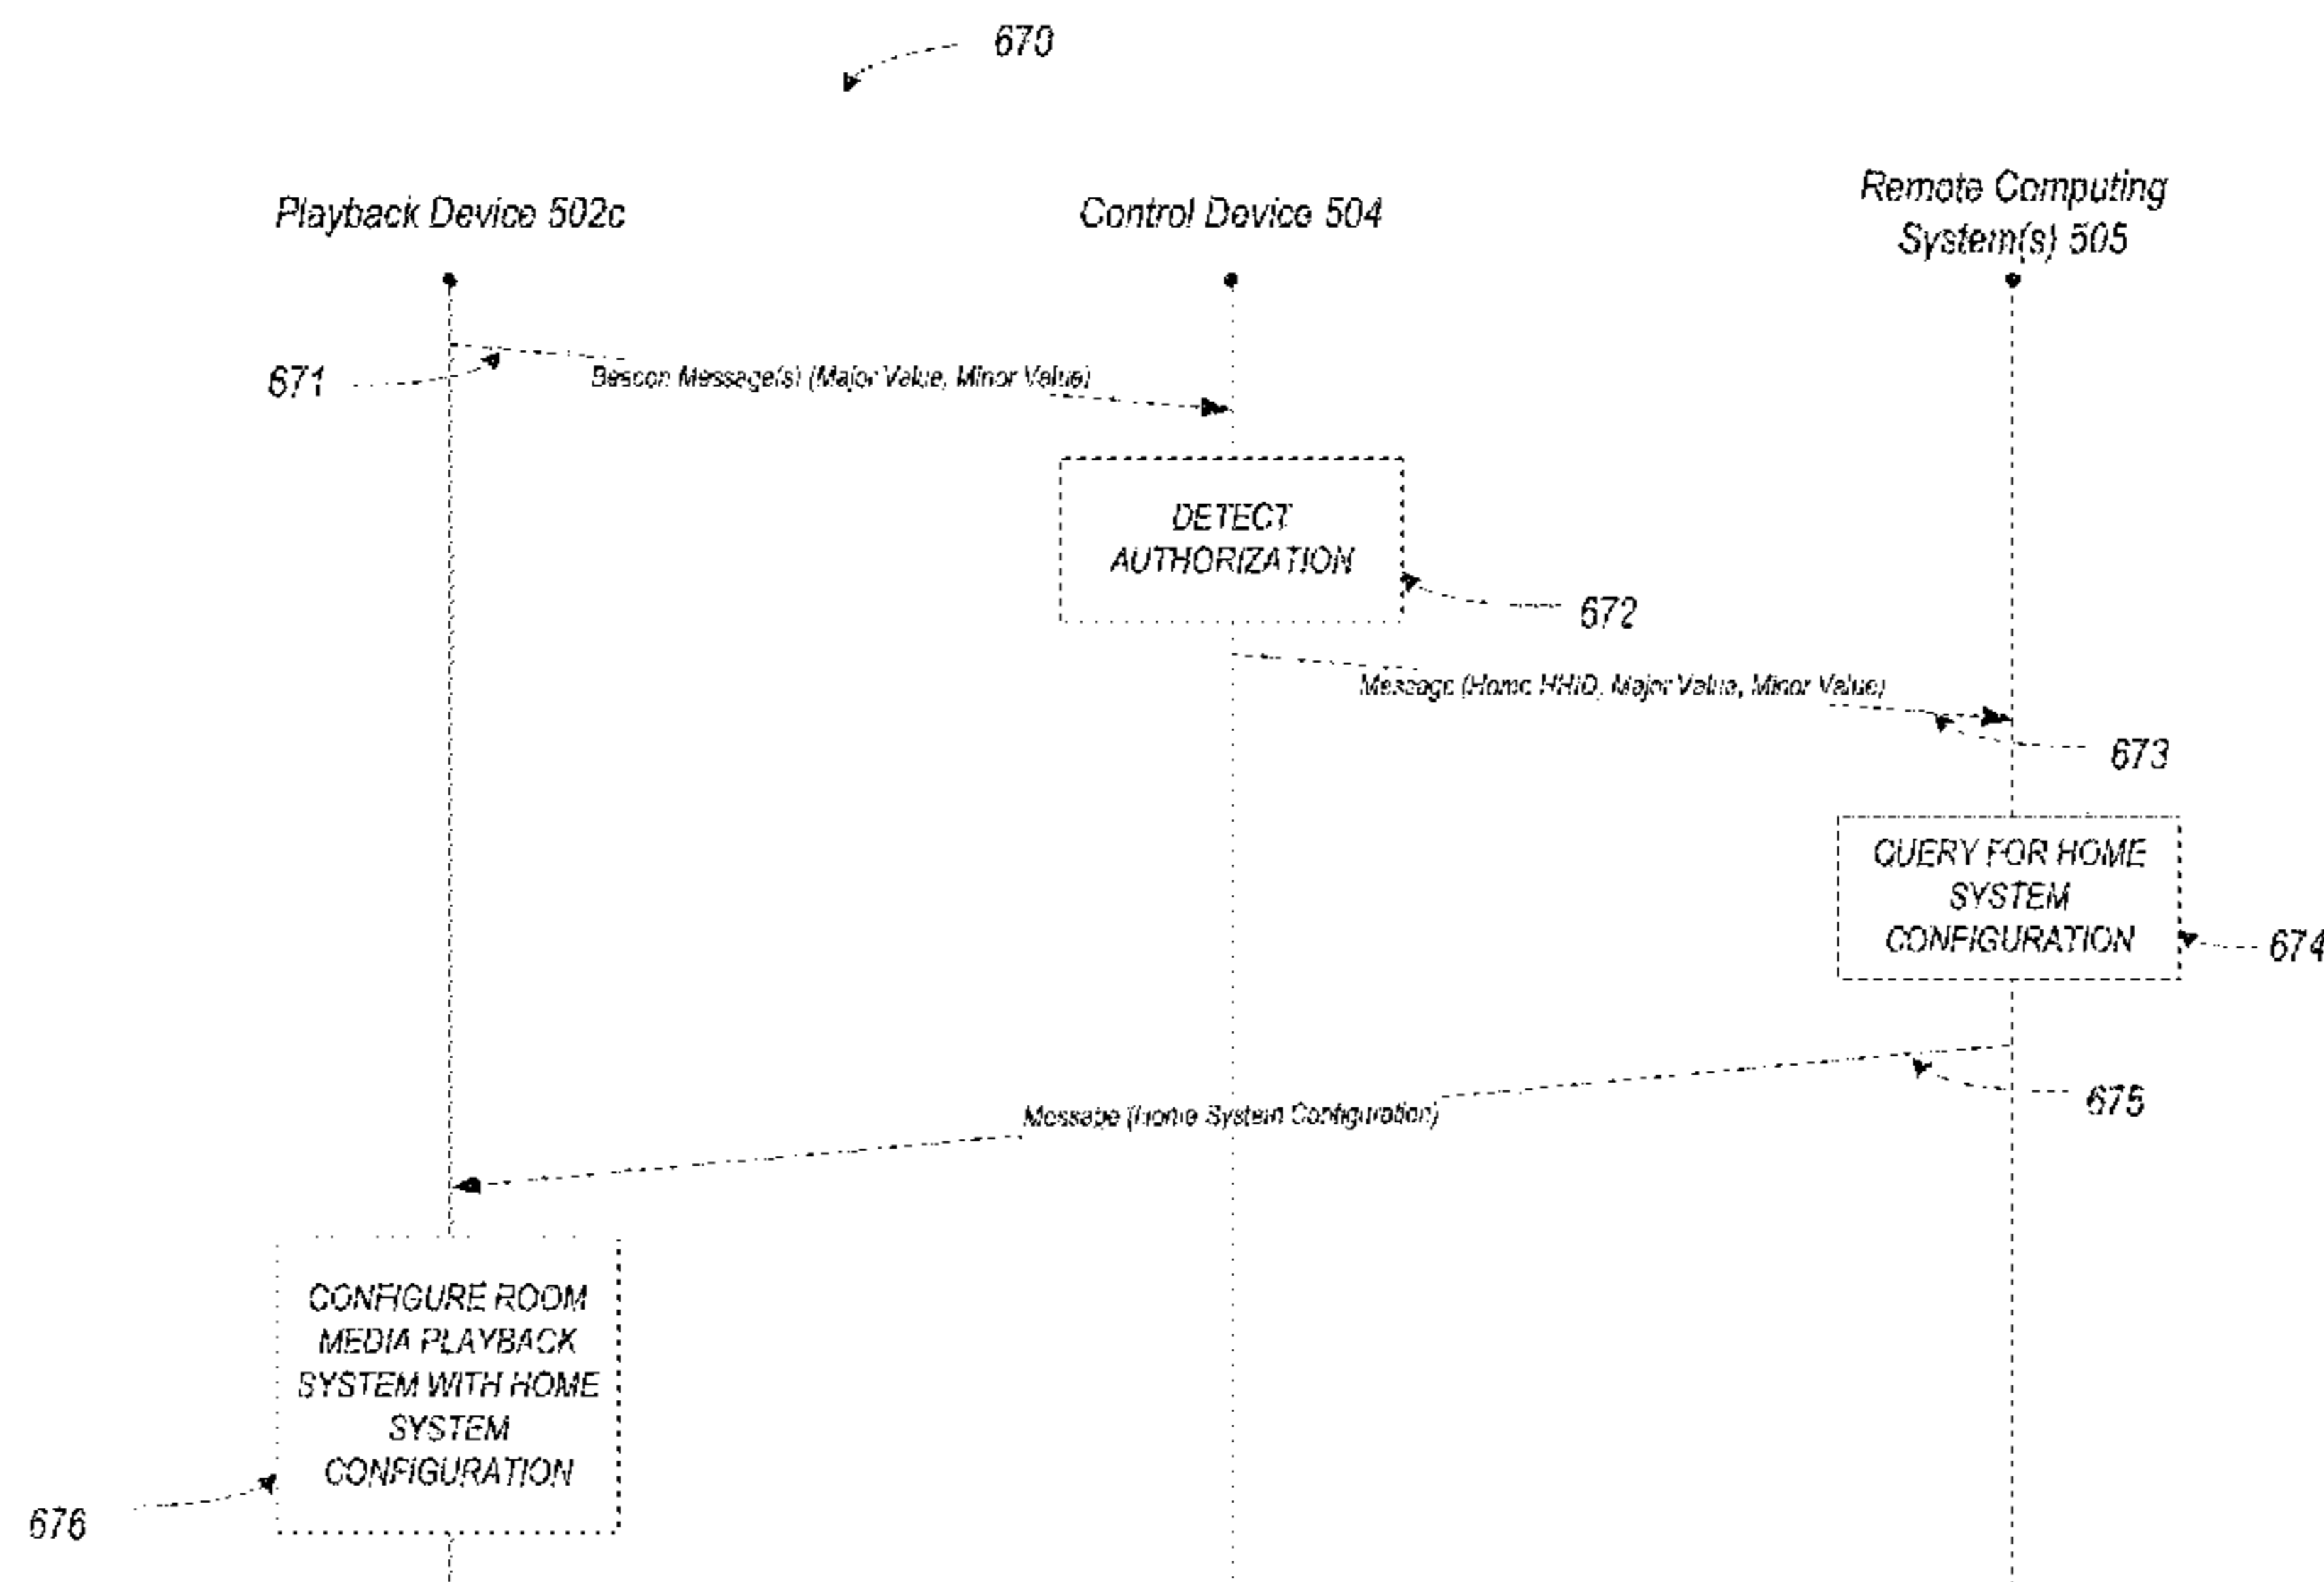 670
Playback Device 502c
Control Device 504
Remote Computing
System(s) 505
671
Beacon Message(s) (Major Value, Minor Value)
DETECT
AUTHORIZATION
672
Message (Home HHID, Major Value, Minor Value)
673
QUERY FOR HOME
SYSTEM
CONFIGURATION
674
675
Message (Home System Configuration)
CONFIGURE ROOM
MEDIA PLAYBACK
SYSTEM WITH HOME
SYSTEM
CONFIGURATION
676